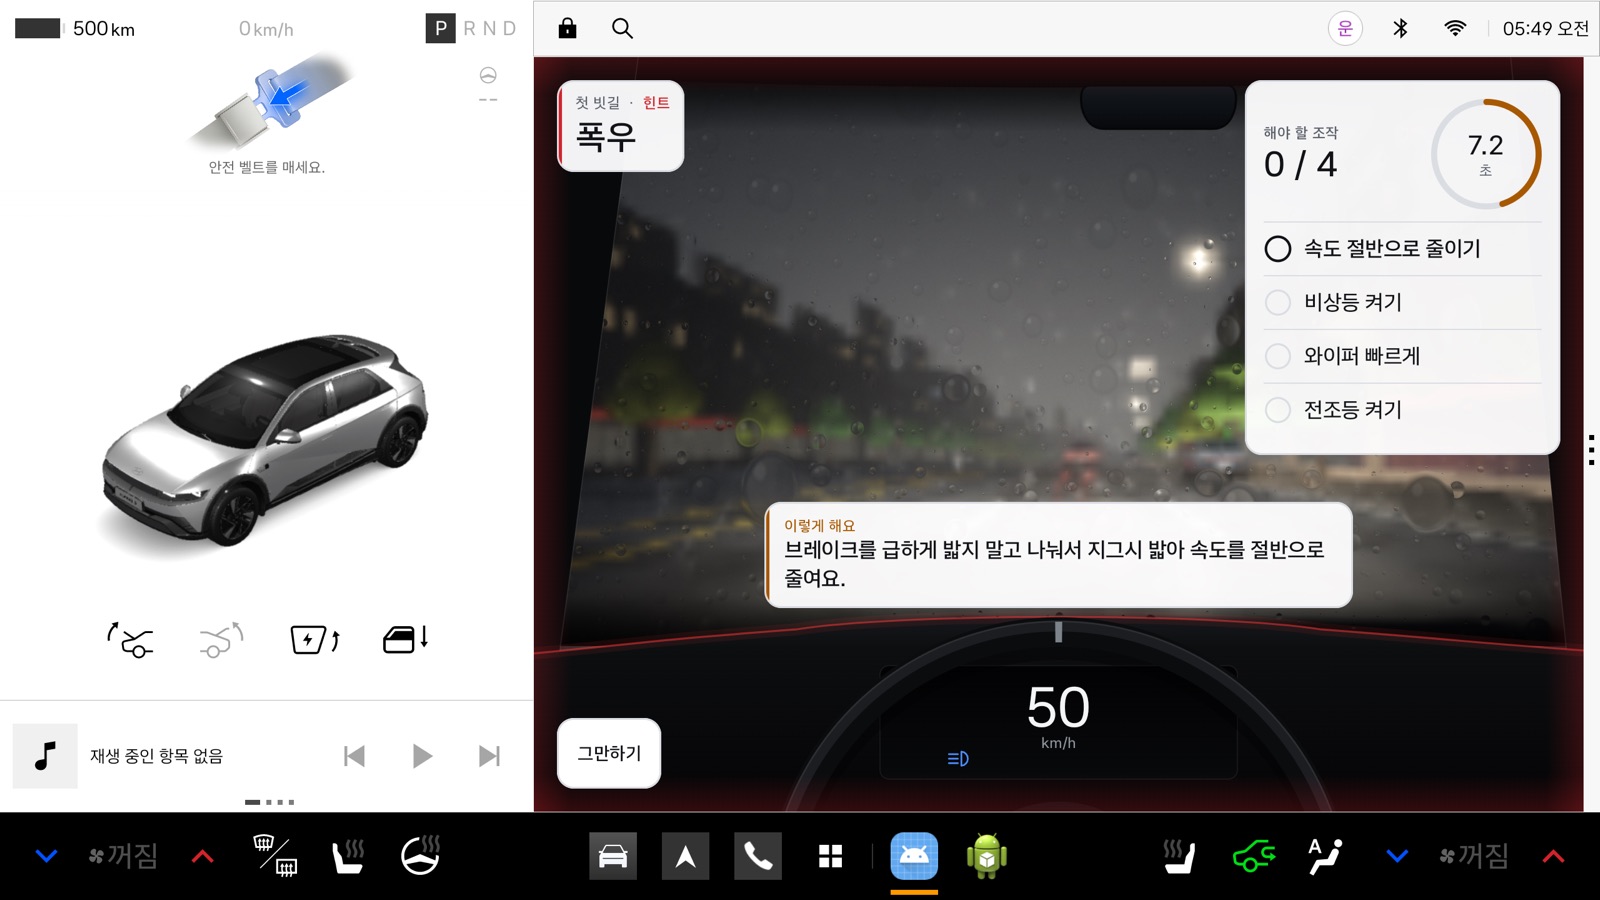 500 km
0 km/h
P R N D
--
안전 벨트를 매세요.
재생 중인 항목 없음
운
05:49 오전
첫 빗길 · 힌트
폭우
해야 할 조작
0 / 4
7.2
초
속도 절반으로 줄이기
비상등 켜기
와이퍼 빠르게
전조등 켜기
이렇게 해요
브레이크를 급하게 밟지 말고 나눠서 지그시 밟아 속도를 절반으로
줄여요.
50
km/h
그만하기
꺼짐
A
꺼짐